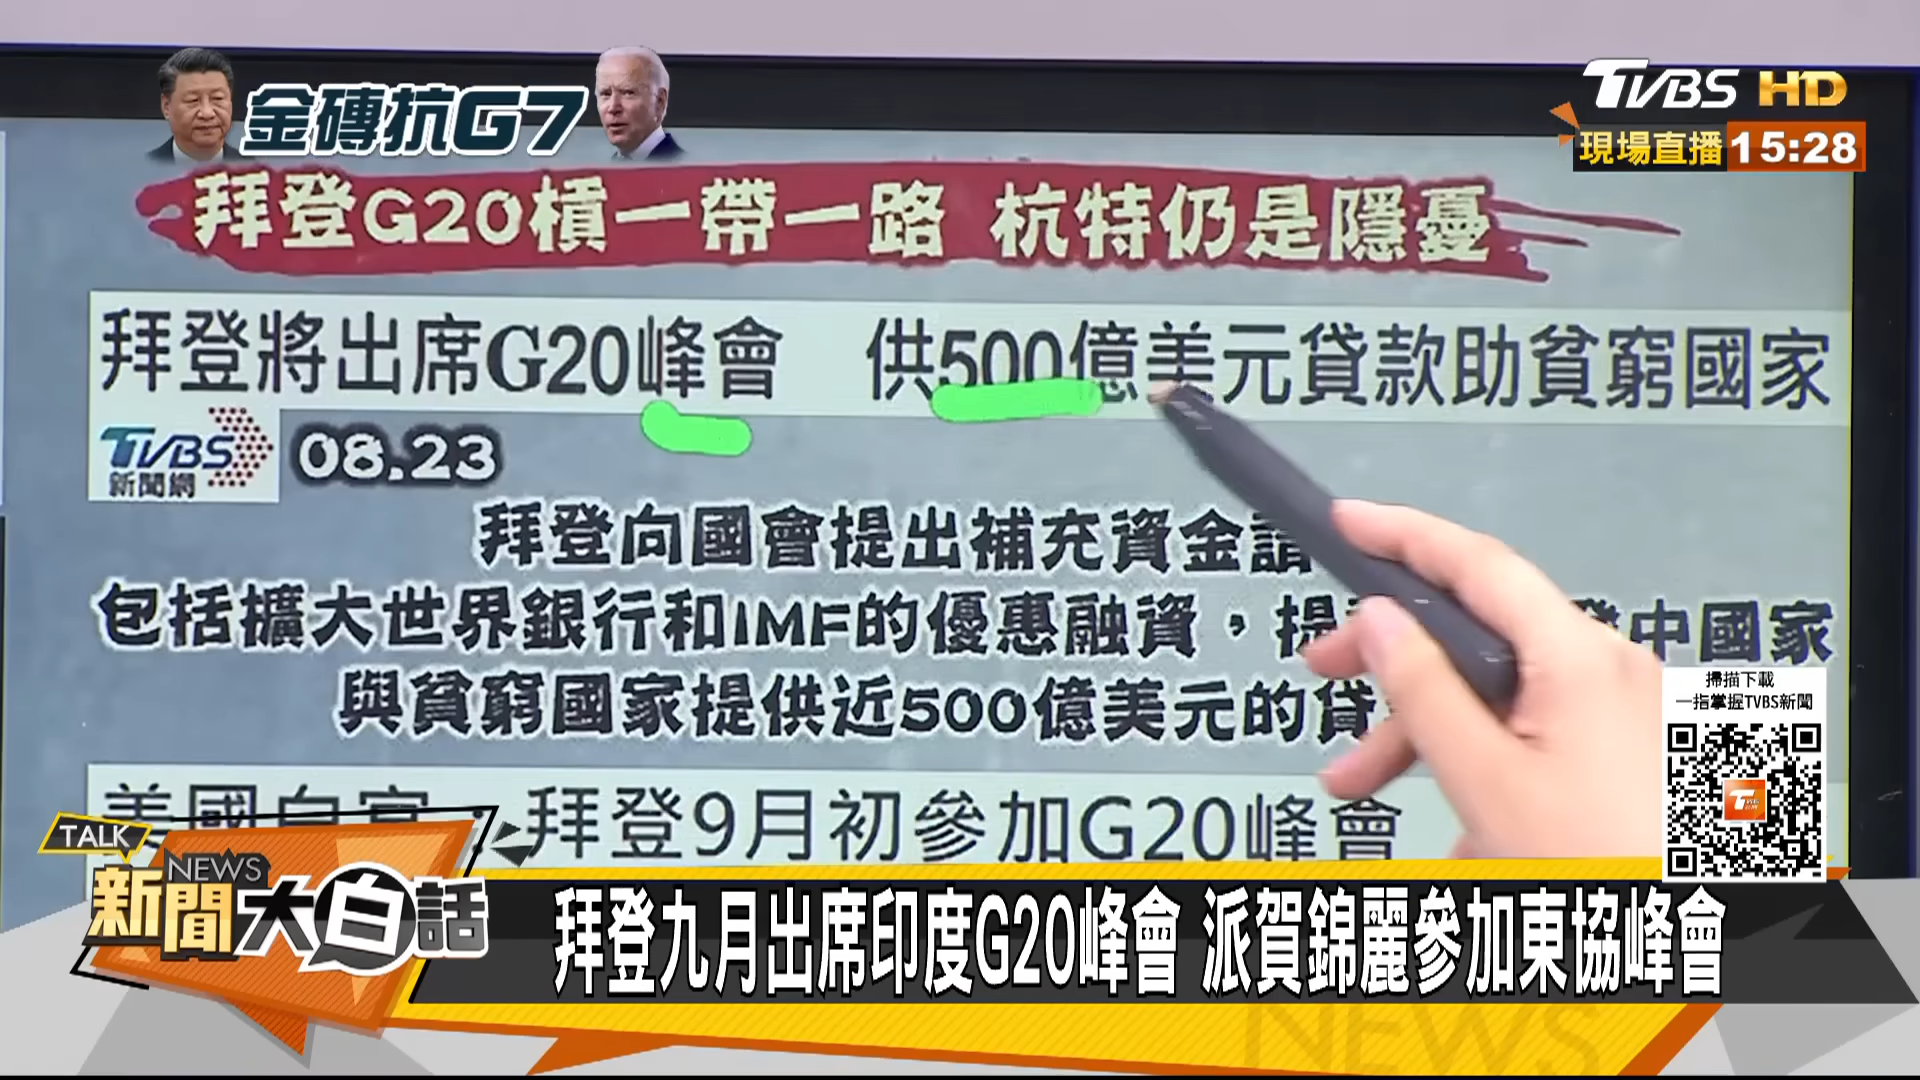 金磚抗G7
TVBS HD
現場直播 15:28
拜登G20槓一帶一路 杭特仍是隱憂
拜登將出席G20峰會 供500億美元貸款助貧窮國家
TVBS
新聞網
08.23
拜登向國會提出補充資金請
包括擴大世界銀行和IMF的優惠融資，提 中國家
與貧窮國家提供近500億美元的貸
掃描下載
一指掌握TVBS新聞
美國白宮：拜登9月初參加G20峰會
TALK
NEWS
新聞大白話
拜登九月出席印度G20峰會 派賀錦麗參加東協峰會
NEWS